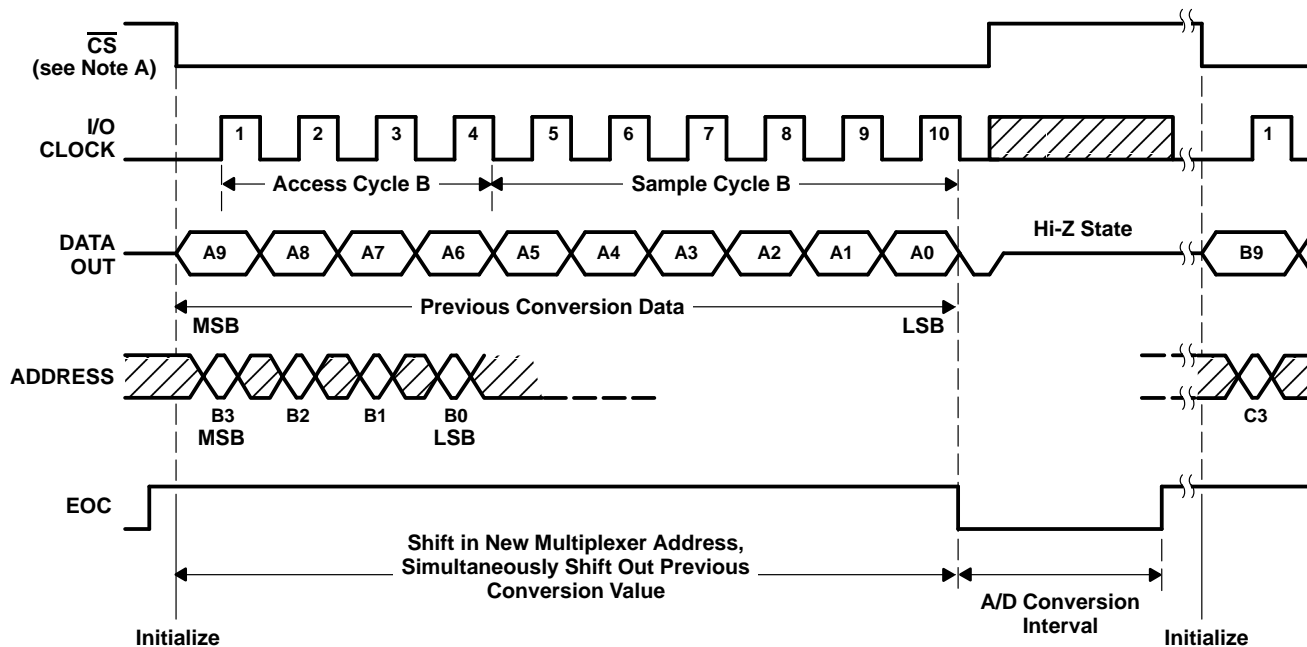 CS
(see Note A)
I/O
CLOCK
1 2 3 4 5 6 7 8 9 10 1
Access Cycle B Sample Cycle B
DATA
OUT
A9 A8 A7 A6 A5 A4 A3 A2 A1 A0 Hi-Z State B9
Previous Conversion Data
MSB LSB
ADDRESS
B3 B2 B1 B0 C3
MSB LSB
EOC
Shift in New Multiplexer Address,
Simultaneously Shift Out Previous
Conversion Value
A/D Conversion
Interval
Initialize Initialize